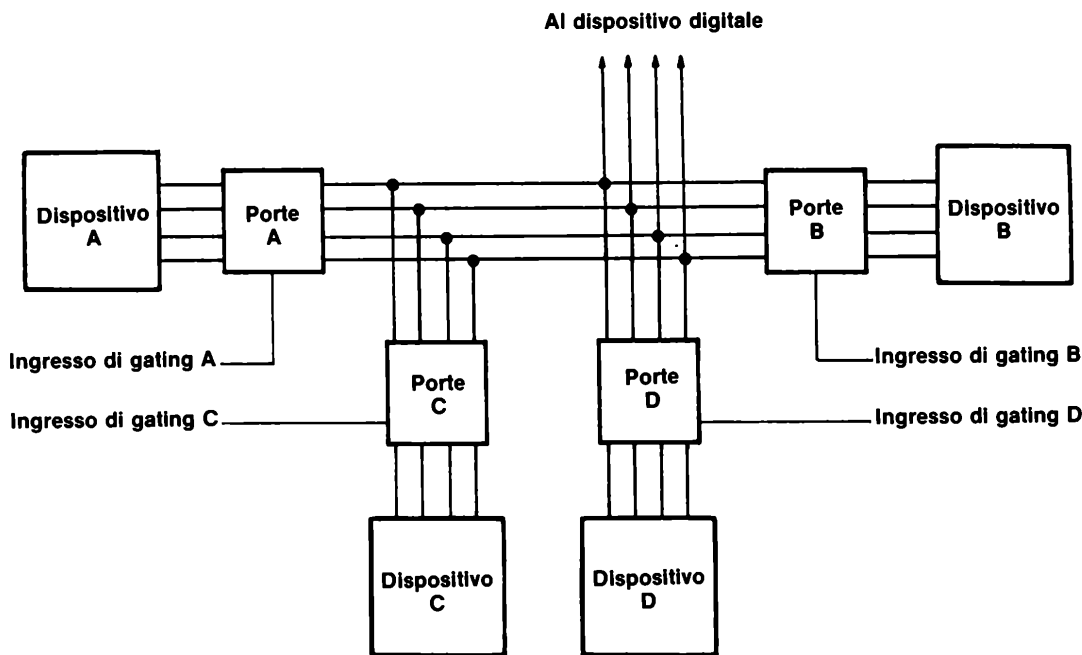 Al dispositivo digitale
Dispositivo
A
Porte
A
Porte
B
Dispositivo
B
Ingresso di gating A
Ingresso di gating B
Porte
C
Porte
D
Ingresso di gating C
Ingresso di gating D
Dispositivo
C
Dispositivo
D